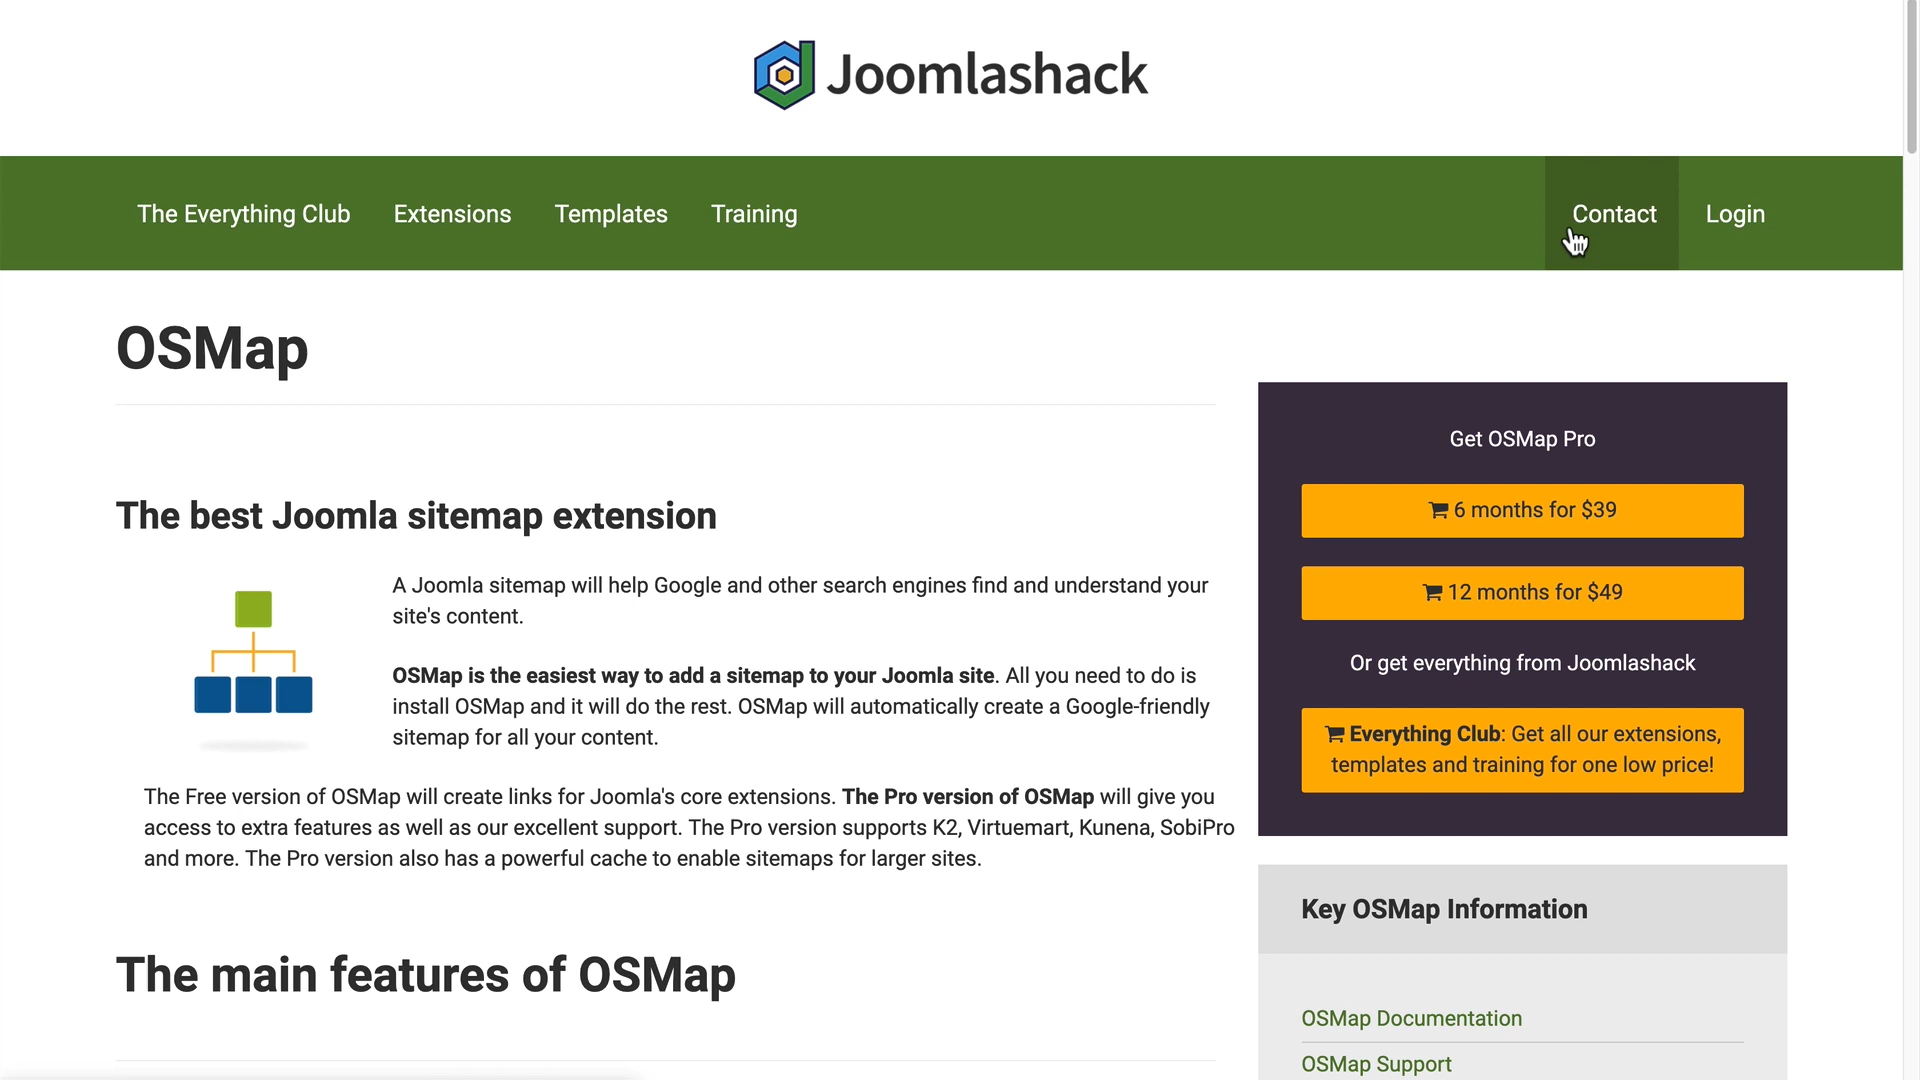 Joomlashack
The Everything Club
Extensions
Templates
Training
Contact
Login
OSMap
The best Joomla sitemap extension
A Joomla sitemap will help Google and other search engines find and understand your
site's content.
OSMap is the easiest way to add a sitemap to your Joomla site. All you need to do is
install OSMap and it will do the rest. OSMap will automatically create a Google-friendly
sitemap for all your content.
The Free version of OSMap will create links for Joomla's core extensions. The Pro version of OSMap will give you
access to extra features as well as our excellent support. The Pro version supports K2, Virtuemart, Kunena, SobiPro
and more. The Pro version also has a powerful cache to enable sitemaps for larger sites.
The main features of OSMap
Get OSMap Pro
6 months for $39
12 months for $49
Or get everything from Joomlashack
Everything Club: Get all our extensions,
templates and training for one low price!
Key OSMap Information
OSMap Documentation
OSMap Support